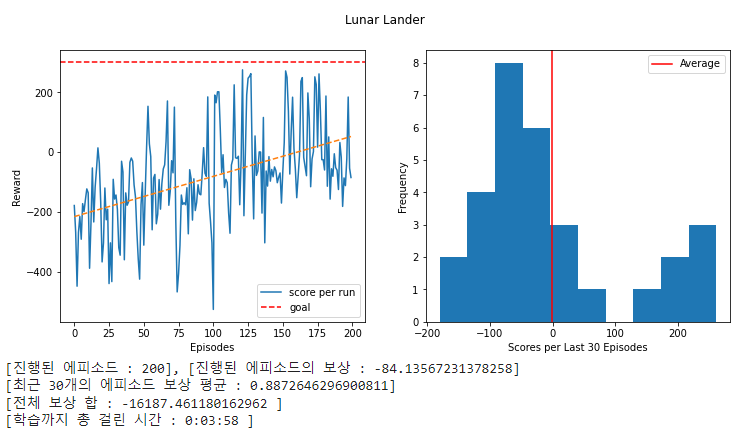 Lunar Lander
Reward
200
0
−200
−400
0 25 50 75 100 125 150 175 200
Episodes
score per run
goal
Frequency
8
7
6
5
4
3
2
1
0
−200 −100 0 100 200
Scores per Last 30 Episodes
Average
[진행된 에피소드 : 200], [진행된 에피소드의 보상 : -84.13567231378258]
[최근 30개의 에피소드 보상 평균 : 0.8872646296900811]
[전체 보상 합 : -16187.461180162962 ]
[학습까지 총 걸린 시간 : 0:03:58 ]